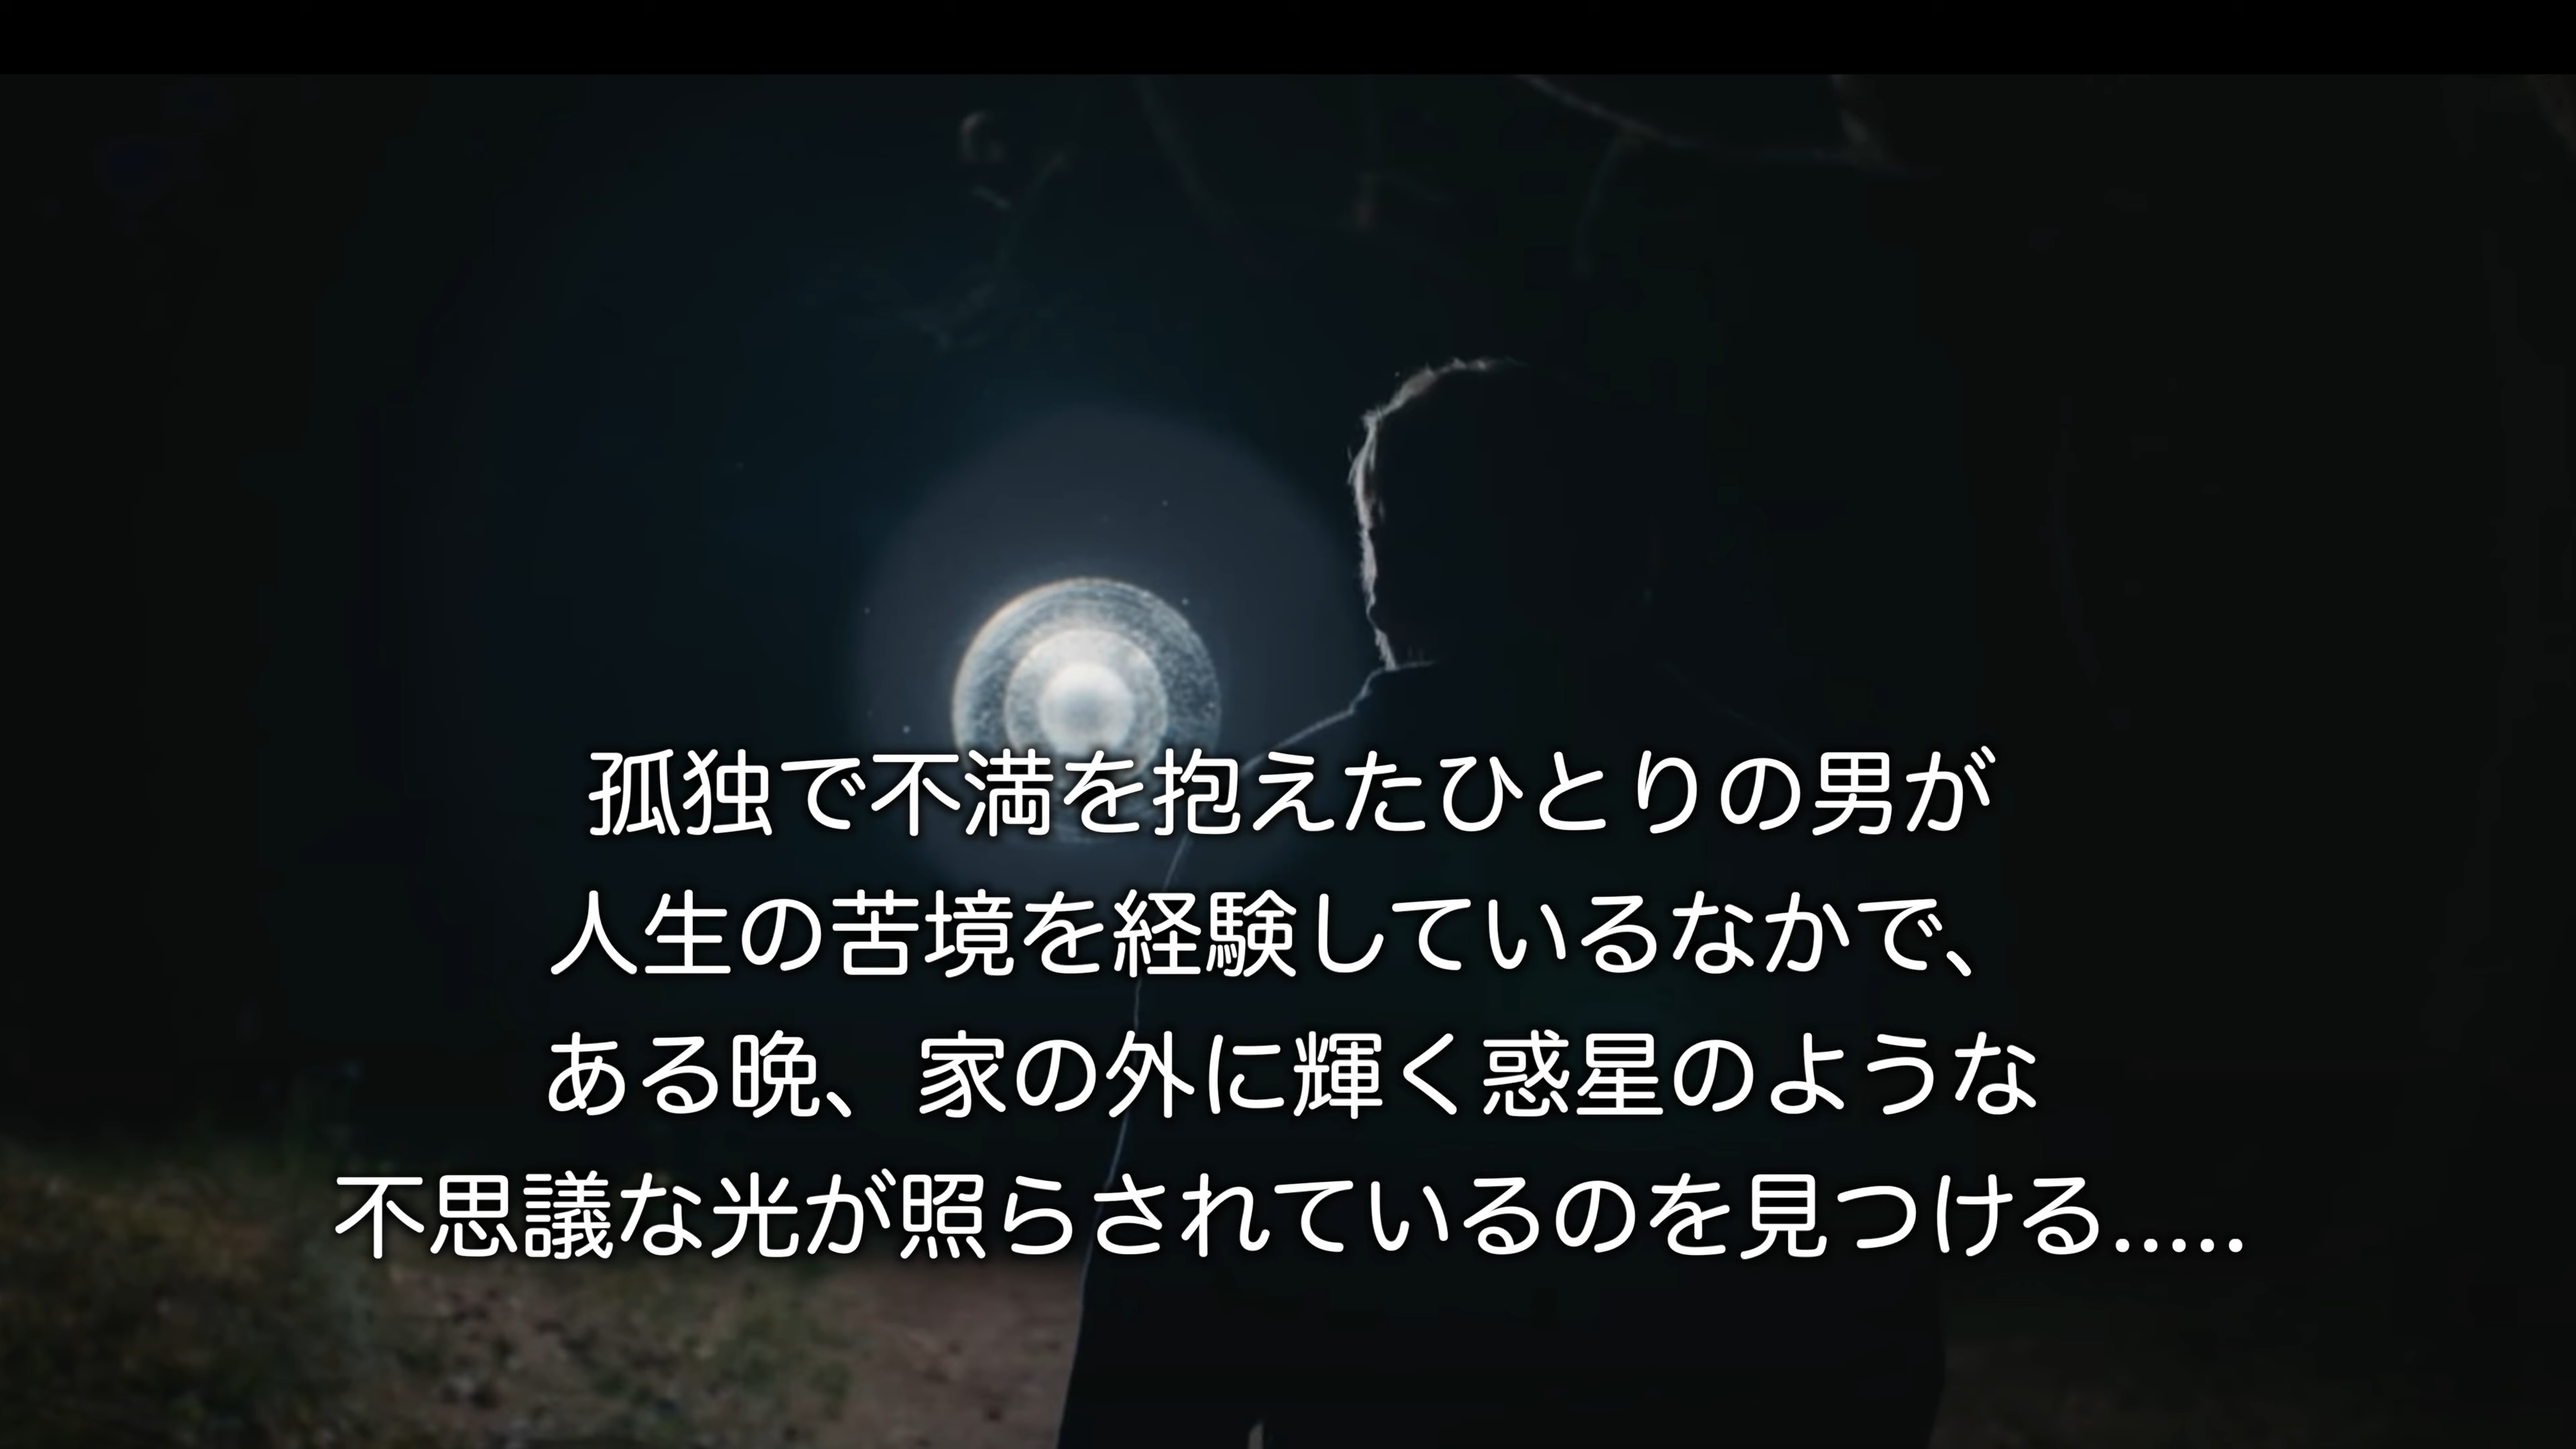 孤独で不満を抱えたひとりの男が
人生の苦境を経験しているなかで、
ある晩、家の外に輝く惑星のような
不思議な光が照らされているのを見つける.....